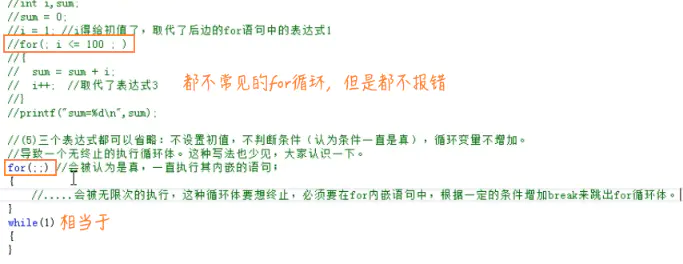 //int i,sum;
//sum = 0;
//i = 1; //i得给初值了，取代了后边的for语句中的表达式1
//for(; i <= 100 ; )
//{
//  sum = sum + i;
//  i++;  //取代了表达式3
//}
//printf("sum=%d\n",sum);
都不常见的for循环，但是都不报错
//(5)三个表达式都可以省略：不设置初值，不判断条件（认为条件一直是真），循环变量不增加。
//导致一个无终止的执行循环体。这种写法也少见，大家认识一下。
for(;;) //会被认为是真，一直执行其内嵌的语句；
{
//.....会被无限次的执行，这种循环体要想终止，必须要在for内嵌语句中，根据一定的条件增加break来跳出for循环体。
}
while(1) 相当于
{
}